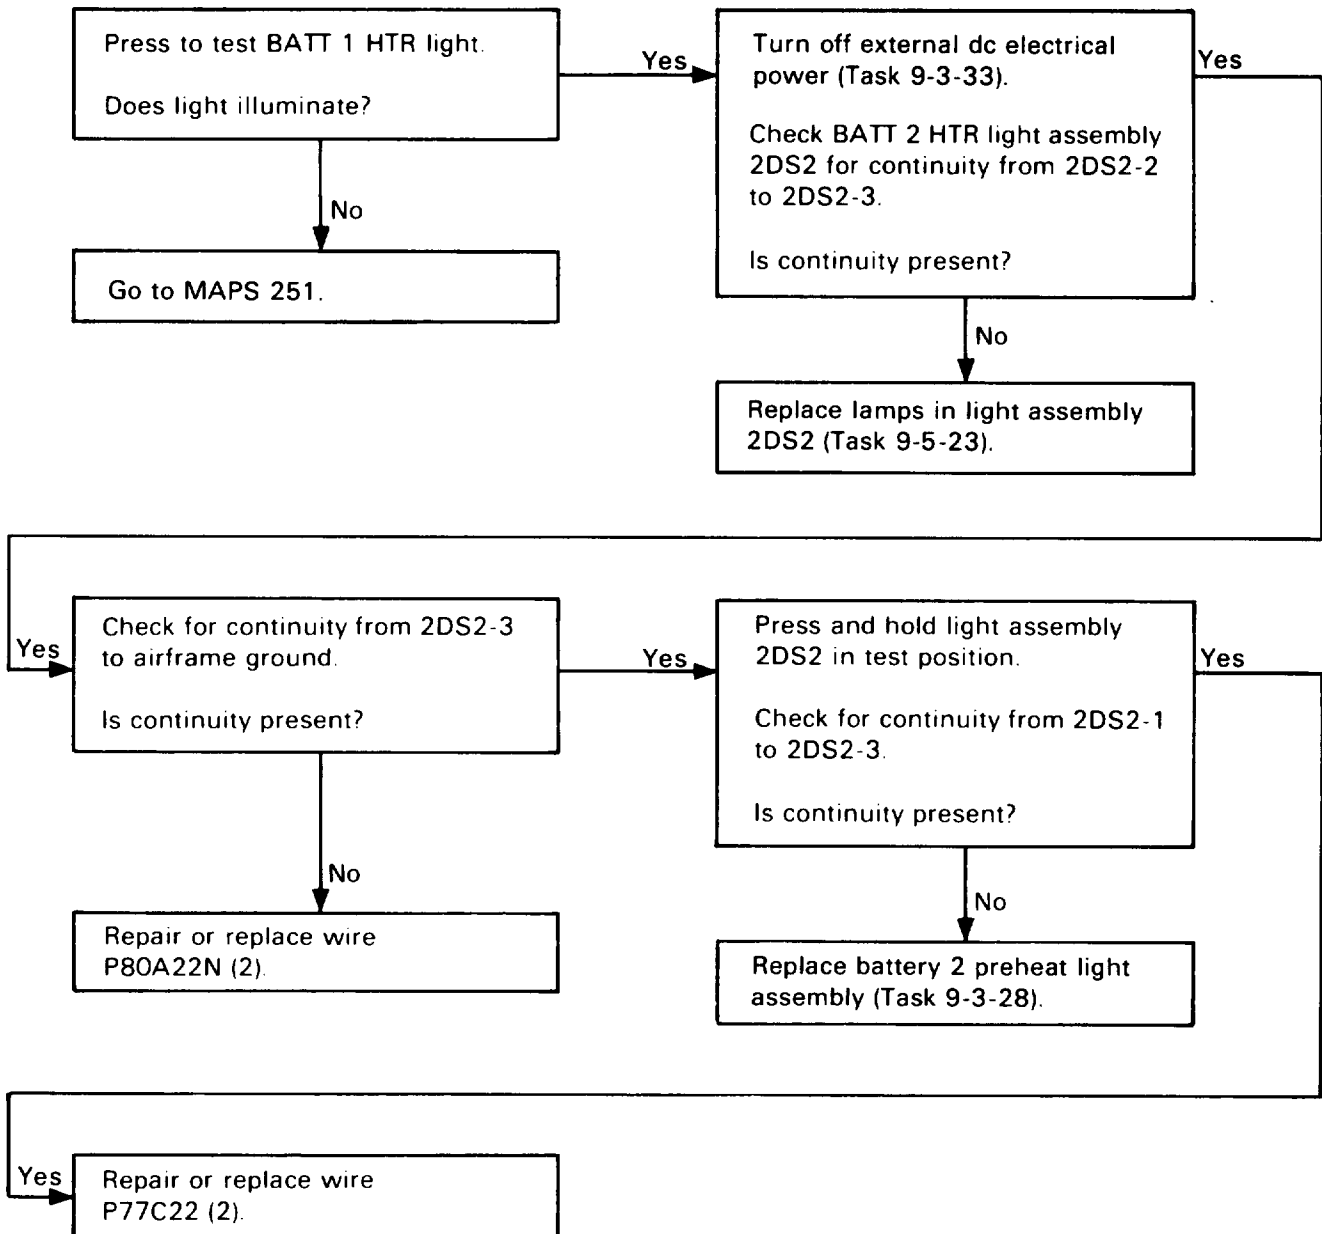 Press to test BATT 1 HTR light.
Does light illuminate?
Yes
No
Go to MAPS 251.
Turn off external dc electrical
power (Task 9-3-33).
Check BATT 2 HTR light assembly
2DS2 for continuity from 2DS2-2
to 2DS2-3.
Is continuity present?
Yes
No
Replace lamps in light assembly
2DS2 (Task 9-5-23).
Yes
Check for continuity from 2DS2-3
to airframe ground.
Is continuity present?
Yes
No
Repair or replace wire
P80A22N (2).
Press and hold light assembly
2DS2 in test position.
Check for continuity from 2DS2-1
to 2DS2-3.
Is continuity present?
Yes
No
Replace battery 2 preheat light
assembly (Task 9-3-28).
Yes
Repair or replace wire
P77C22 (2).